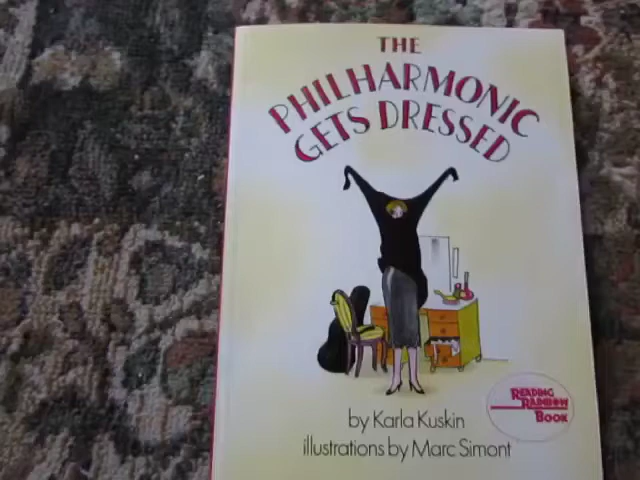 THE
PHILHARMONIC
GETS DRESSED
READING
RAINBOW
BOOK
by Karla Kuskin
illustrations by Marc Simont